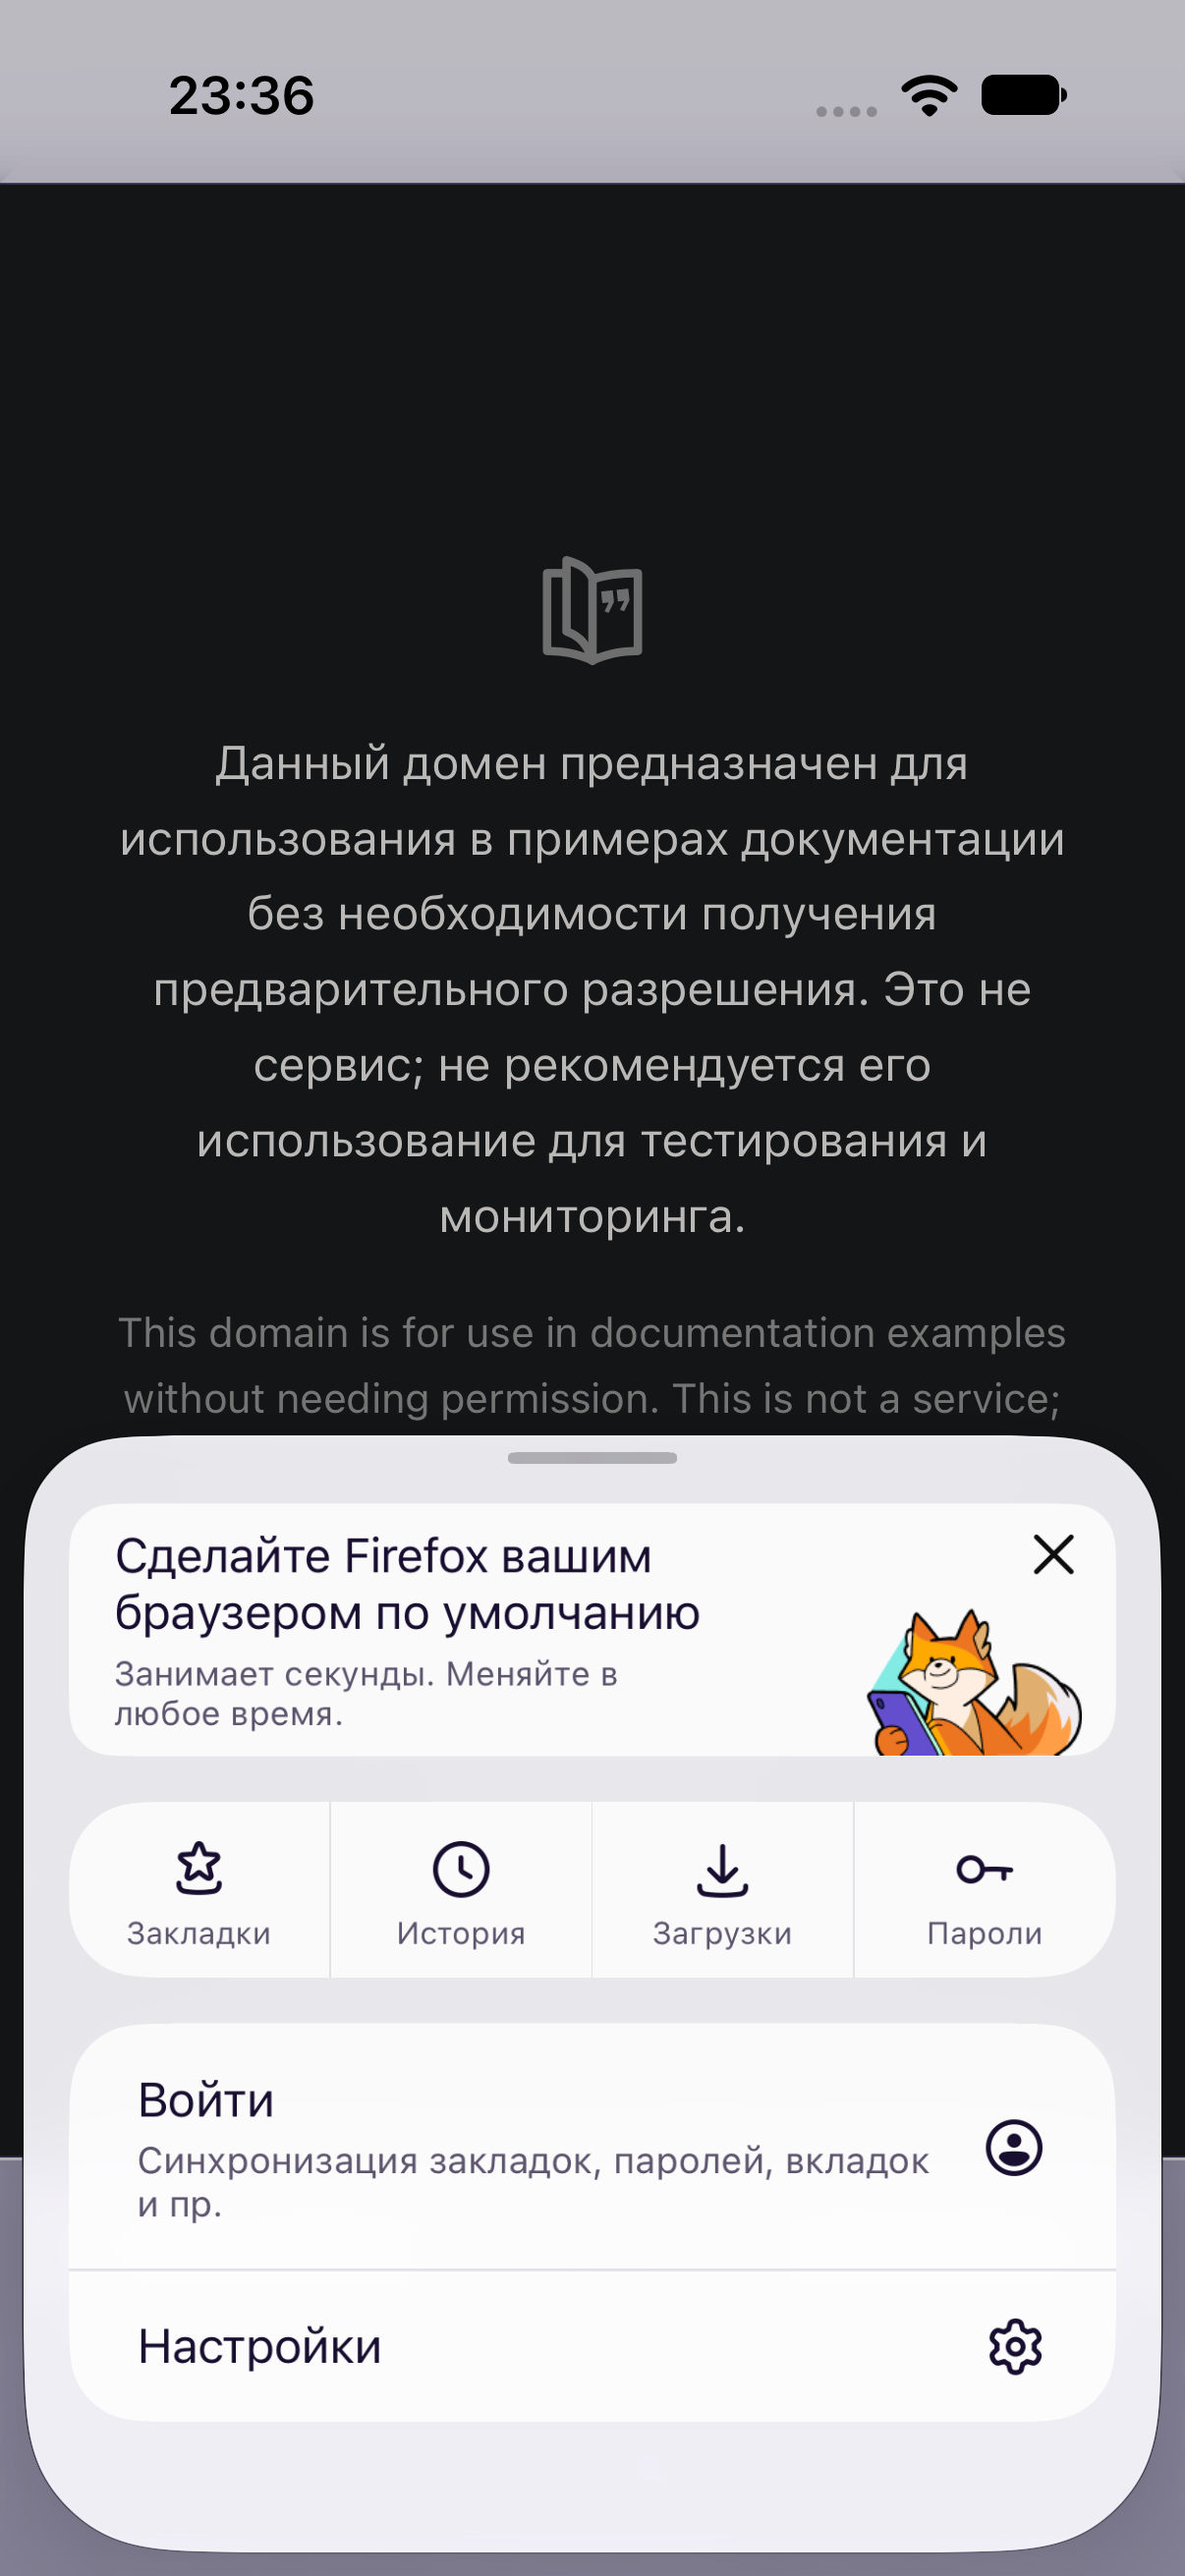 23:36
Данный домен предназначен для
использования в примерах документации
без необходимости получения
предварительного разрешения. Это не
сервис; не рекомендуется его
использование для тестирования и
мониторинга.
This domain is for use in documentation examples
without needing permission. This is not a service;
Сделайте Firefox вашим
браузером по умолчанию
Занимает секунды. Меняйте в
любое время.
Закладки
История
Загрузки
Пароли
Войти
Синхронизация закладок, паролей, вкладок
и пр.
Настройки